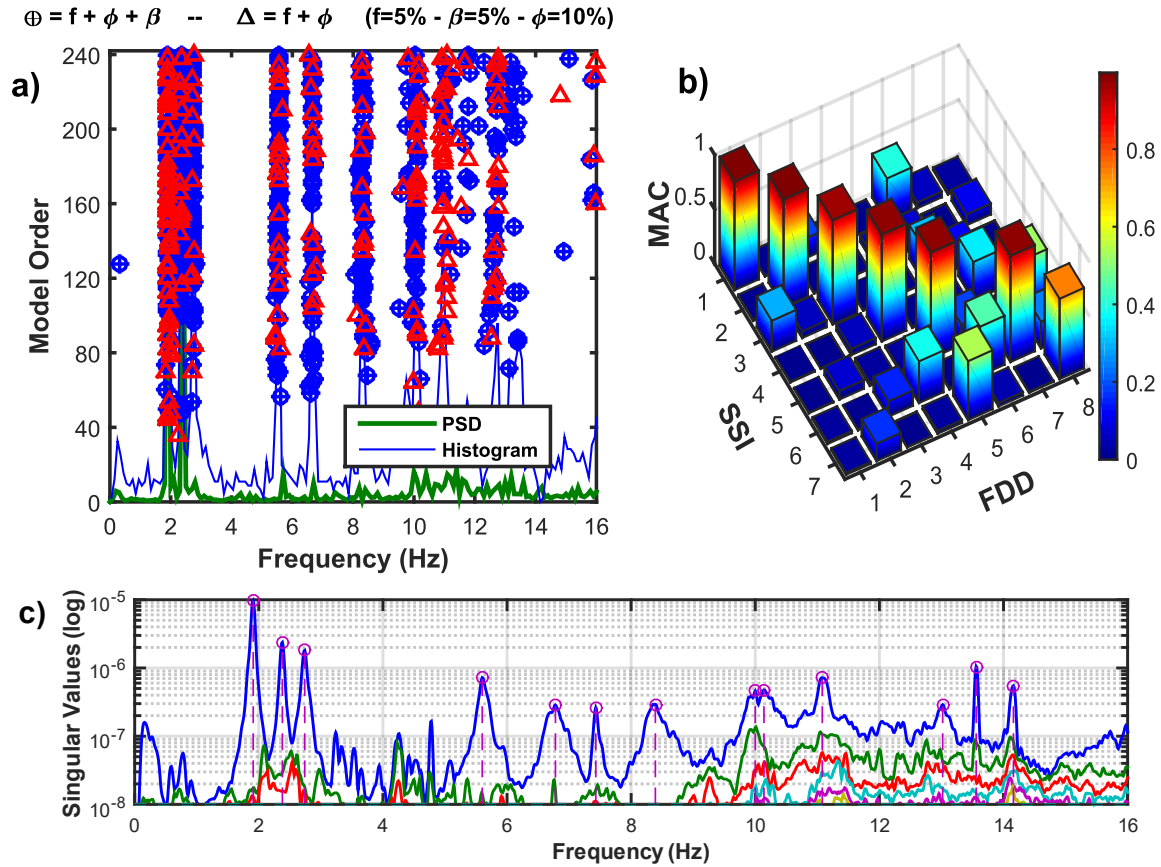 ⊕ = f + ϕ + β -- Δ = f + ϕ (f=5% - β=5% - ϕ=10%)
a)
240
200
160
120
80
40
0
Model Order
PSD
Histogram
0 2 4 6 8 10 12 14 16
Frequency (Hz)
b)
1
0.5
0
MAC
1
2
3
4
5
6
7
SSI
1
2
3
4
5
6
7
8
FDD
0.8
0.6
0.4
0.2
0
c)
10^-5
10^-6
10^-7
10^-8
Singular Values (log)
0 2 4 6 8 10 12 14 16
Frequency (Hz)